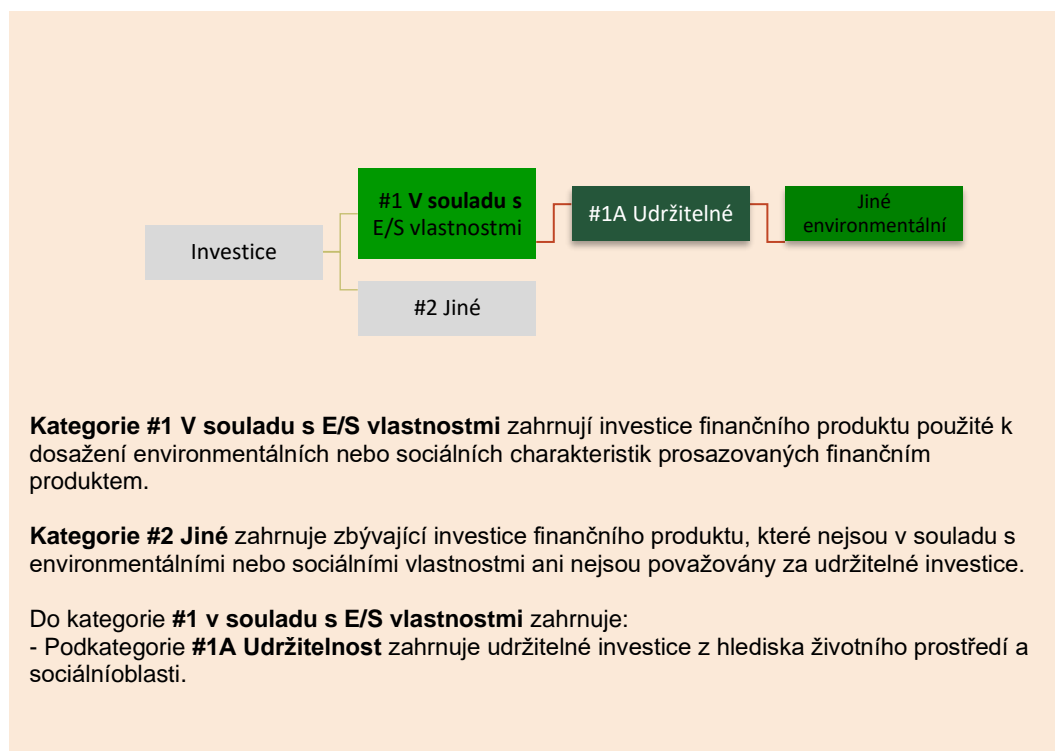 #1 V souladu s
E/S vlastnostmi
#1A Udržitelné
Jiné
environmentální
Investice
#2 Jiné
Kategorie #1 V souladu s E/S vlastnostmi zahrnují investice finančního produktu použité k
dosažení environmentálních nebo sociálních charakteristik prosazovaných finančním
produktem.
Kategorie #2 Jiné zahrnuje zbývající investice finančního produktu, které nejsou v souladu s
environmentálními nebo sociálními vlastnostmi ani nejsou považovány za udržitelné investice.
Do kategorie #1 v souladu s E/S vlastnostmi zahrnuje:
- Podkategorie #1A Udržitelnost zahrnuje udržitelné investice z hlediska životního prostředí a
sociálníoblasti.